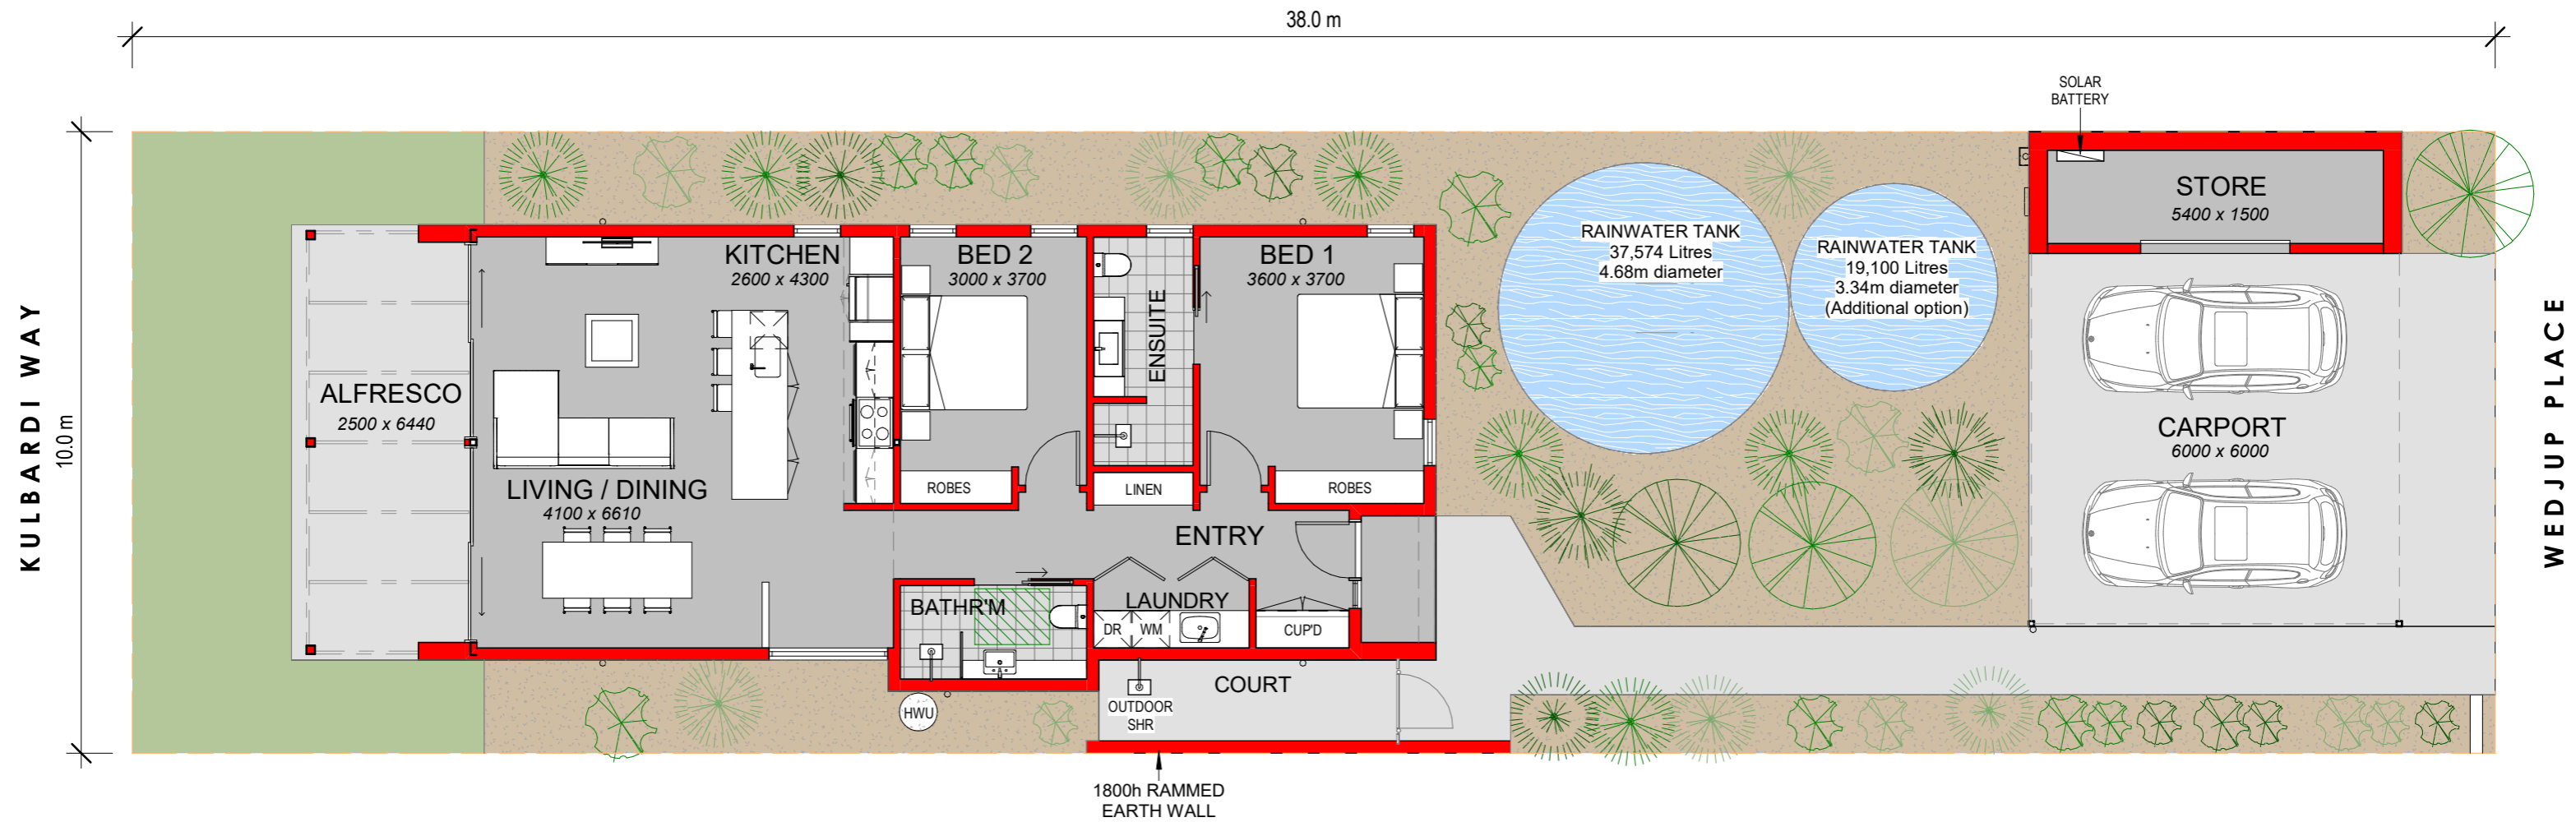 38.0 m
SOLAR
BATTERY
STORE
5400 x 1500
KITCHEN
2600 x 4300
BED 2
3000 x 3700
ENSUITE
BED 1
3600 x 3700
RAINWATER TANK
37,574 Litres
4.68m diameter
RAINWATER TANK
19,100 Litres
3.34m diameter
(Additional option)
KULBARDI WAY
10.0 m
ALFRESCO
2500 x 6440
CARPORT
6000 x 6000
WEDJUP PLACE
LIVING / DINING
4100 x 6610
ROBES
LINEN
ROBES
ENTRY
BATHR'M
LAUNDRY
DR
WM
CUP'D
HWU
OUTDOOR
SHR
COURT
1800h RAMMED
EARTH WALL